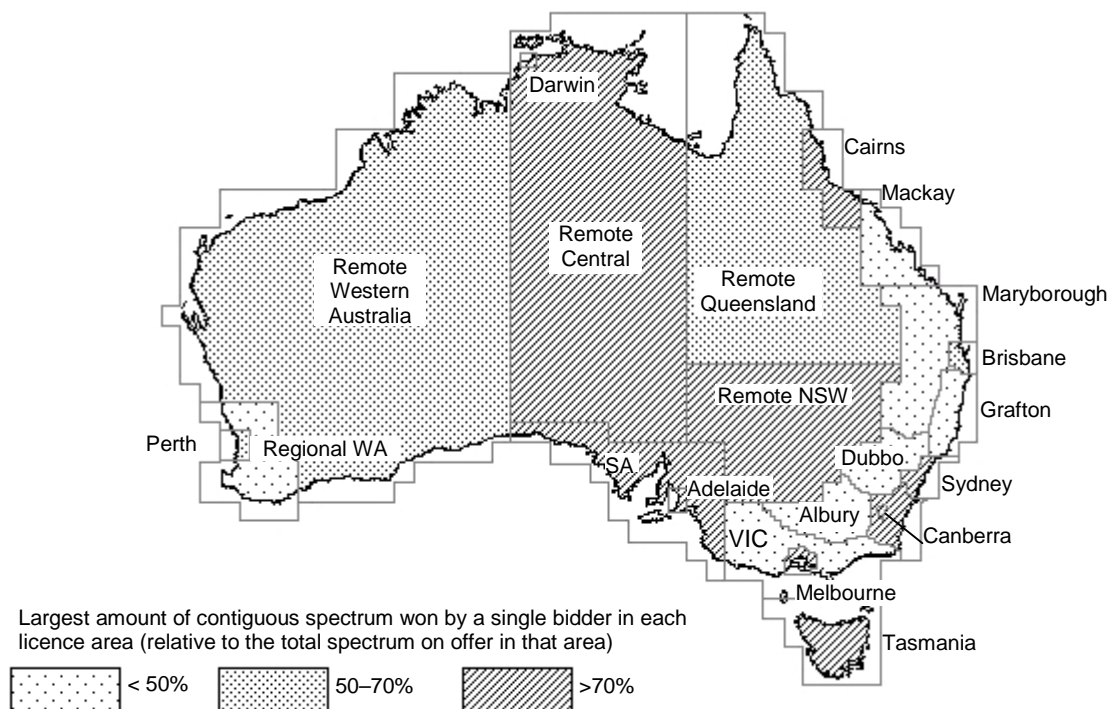 Darwin
Cairns
Mackay
Remote
Central
Remote
Western
Australia
Remote
Queensland
Maryborough
Brisbane
Remote NSW
Grafton
Perth
Regional WA
Dubbo
SA
Adelaide
Sydney
Albury
VIC
Canberra
Melbourne
Tasmania
Largest amount of contiguous spectrum won by a single bidder in each
licence area (relative to the total spectrum on offer in that area)
< 50%
50–70%
>70%